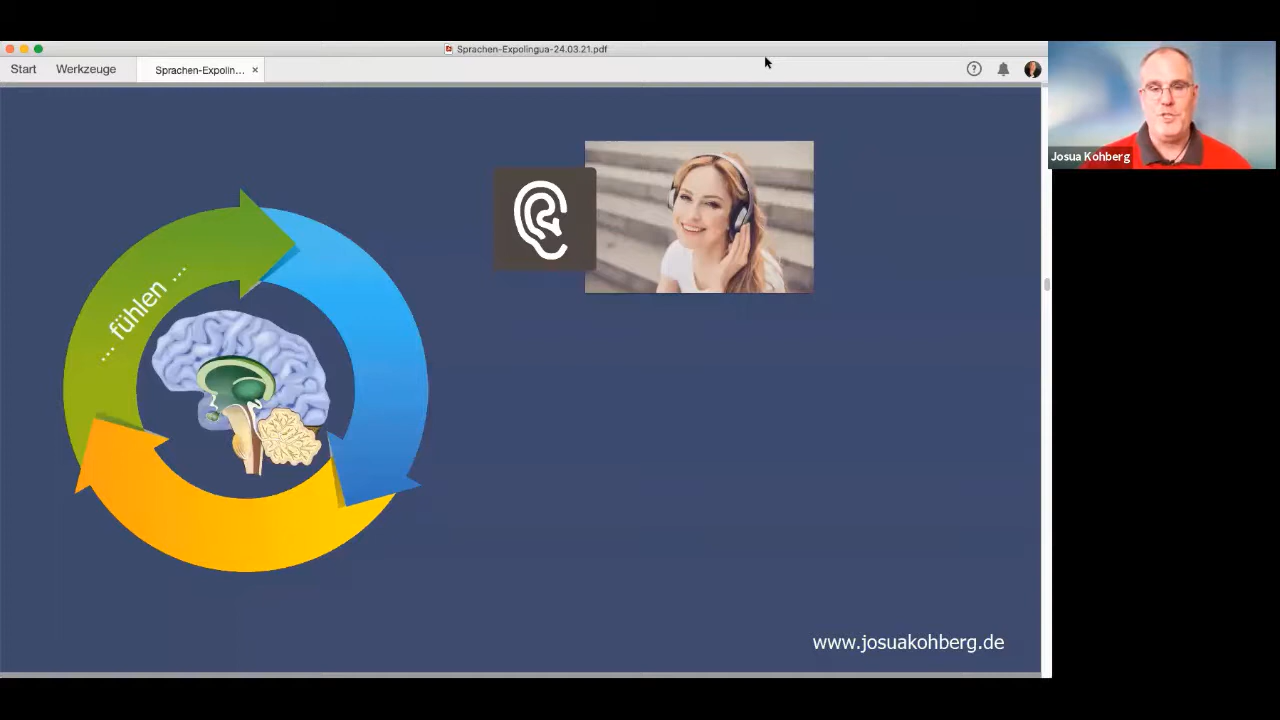 Sprachen-Expolingua-24.03.21.pdf
Start
Werkzeuge
Sprachen-Expolin...
Josua Kohberg
... fühlen ...
www.josuakohberg.de